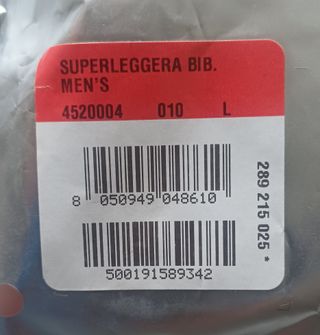 SUPERLEGGERA BIB.
MEN'S
4520004 010 L
8 050949 048610
289 215 025 *
500191589342